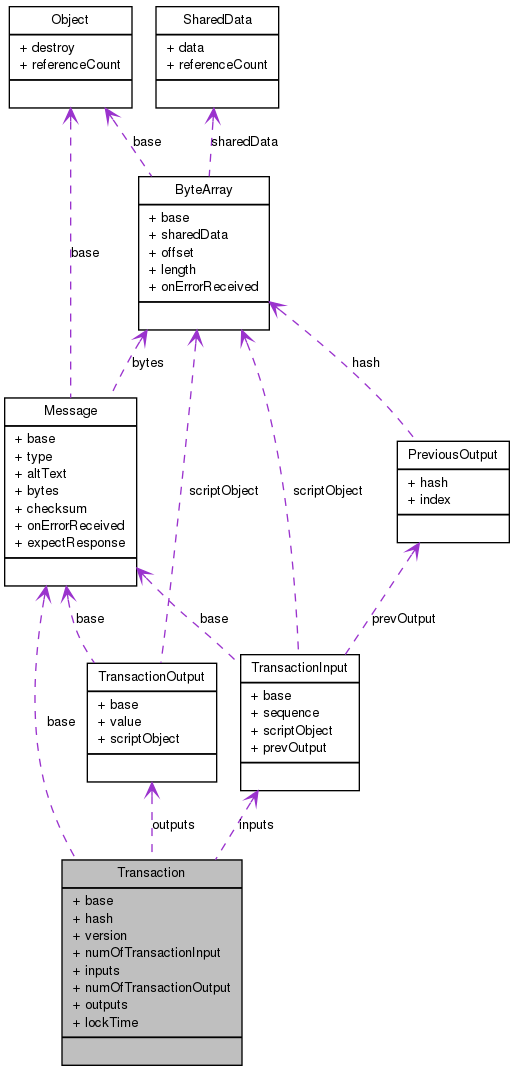 Object
+ destroy
+ referenceCount
SharedData
+ data
+ referenceCount
base
sharedData
ByteArray
+ base
+ sharedData
+ offset
+ length
+ onErrorReceived
base
bytes
hash
Message
+ base
+ type
+ altText
+ bytes
+ checksum
+ onErrorReceived
+ expectResponse
scriptObject
scriptObject
PreviousOutput
+ hash
+ index
base
base
prevOutput
TransactionOutput
+ base
+ value
+ scriptObject
TransactionInput
+ base
+ sequence
+ scriptObject
+ prevOutput
base
outputs
inputs
Transaction
+ base
+ hash
+ version
+ numOfTransactionInput
+ inputs
+ numOfTransactionOutput
+ outputs
+ lockTime